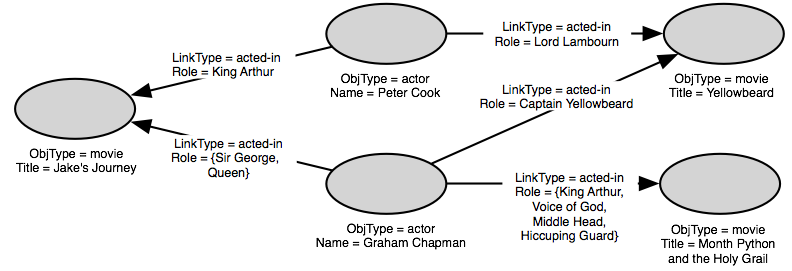 LinkType = acted-in
Role = King Arthur
LinkType = acted-in
Role = Lord Lambourn
ObjType = actor
Name = Peter Cook
ObjType = movie
Title = Yellowbeard
LinkType = acted-in
Role = Captain Yellowbeard
ObjType = movie
Title = Jake's Journey
LinkType = acted-in
Role = {Sir George,
Queen}
LinkType = acted-in
Role = {King Arthur,
Voice of God,
Middle Head,
Hiccuping Guard}
ObjType = actor
Name = Graham Chapman
ObjType = movie
Title = Month Python
and the Holy Grail